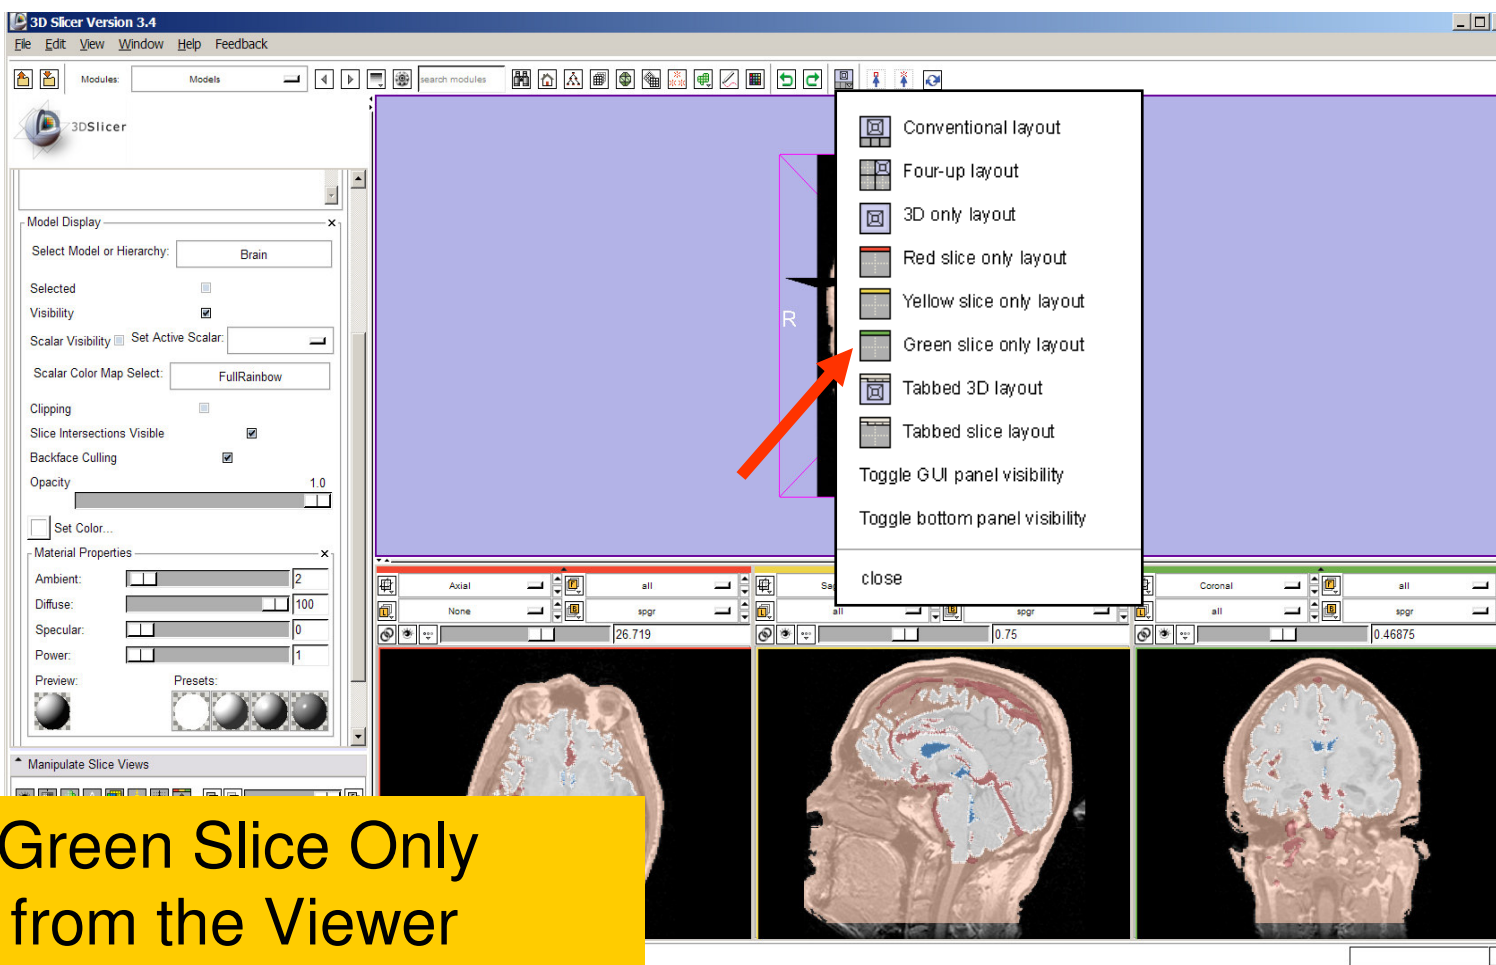 3D Slicer Version 3.4
File Edit View Window Help Feedback
Modules: Models search modules
3DSlicer
Model Display
Select Model or Hierarchy: Brain
Selected
Visibility
Scalar Visibility Set Active Scalar:
Scalar Color Map Select: FullRainbow
Clipping
Slice Intersections Visible
Backface Culling
Opacity 1.0
Set Color...
Material Properties
Ambient: 2
Diffuse: 100
Specular: 0
Power: 1
Preview: Presets:
Manipulate Slice Views
R
Conventional layout
Four-up layout
3D only layout
Red slice only layout
Yellow slice only layout
Green slice only layout
Tabbed 3D layout
Tabbed slice layout
Toggle GUI panel visibility
Toggle bottom panel visibility
close
Axial all
None spgr
26.719
all spgr
0.75
Coronal all
all spgr
0.46875
Green Slice Only
from the Viewer